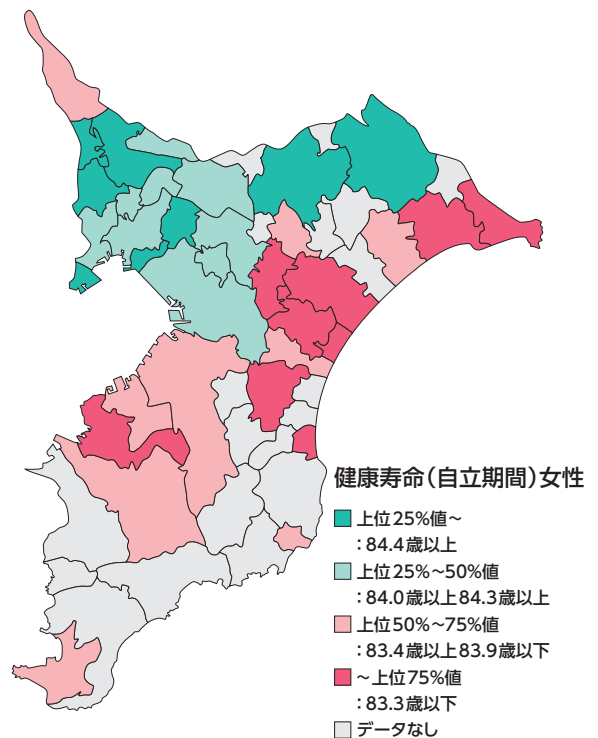 健康寿命（自立期間）女性
上位25%値～
：84.4歳以上
上位25%～50%値
：84.0歳以上84.3歳以上
上位50%～75%値
：83.4歳以上83.9歳以下
～上位75%値
：83.3歳以下
データなし